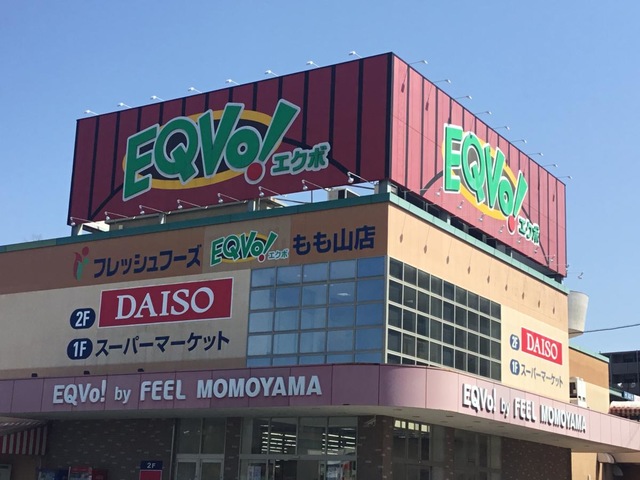 EQVo!
エクボ
EQVo!
エクボ
フレッシュフーズ EQVo! エクボ もも山店
2F DAISO
1F スーパーマーケット
2F DAISO
1F スーパーマーケット
EQVo! by FEEL MOMOYAMA
EQVo! by FEEL MOMOYAMA
2F